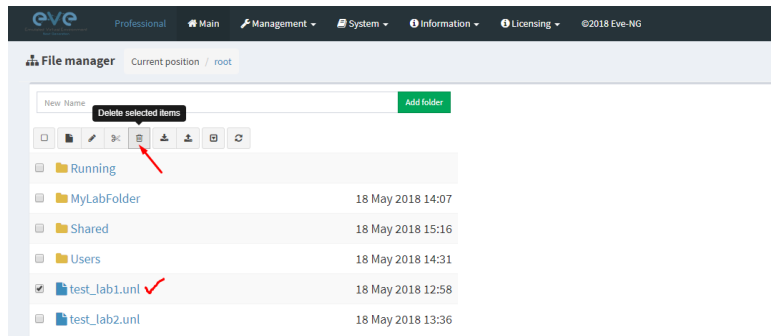 eve
Professional Main Management System Information Licensing ©2018 Eve-NG
File manager Current position / root
New Name Add folder
Delete selected items
Running
MyLabFolder 18 May 2018 14:07
Shared 18 May 2018 15:16
Users 18 May 2018 14:31
test_lab1.unl 18 May 2018 12:58
test_lab2.unl 18 May 2018 13:36